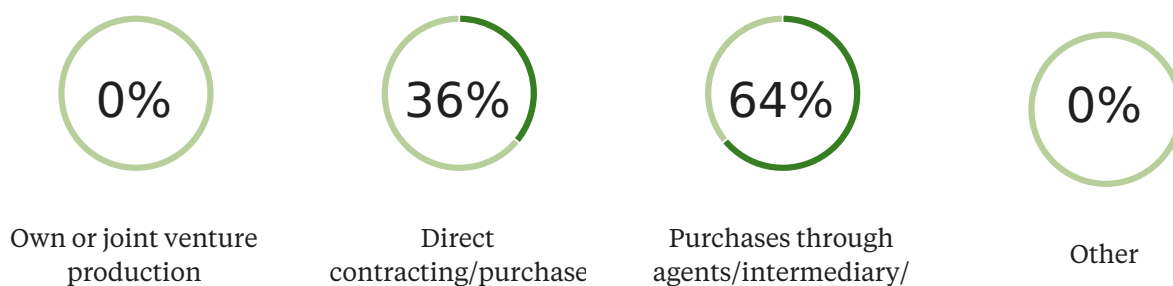 0%
36%
64%
0%
Own or joint venture
production
Direct
contracting/purchase
Purchases through
agents/intermediary/
Other